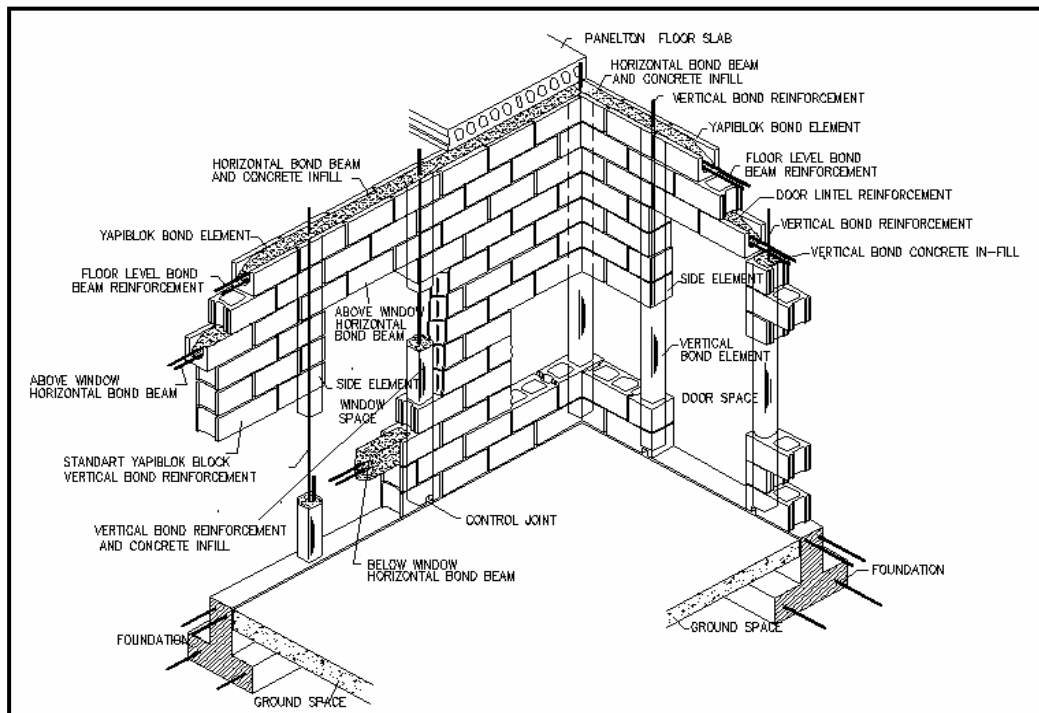 PANELTON FLOOR SLAB
HORIZONTAL BOND BEAM
AND CONCRETE INFILL
VERTICAL BOND REINFORCEMENT
YAPIBLOK BOND ELEMENT
FLOOR LEVEL BOND
BEAM REINFORCEMENT
DOOR LINTEL REINFORCEMENT
VERTICAL BOND REINFORCEMENT
VERTICAL BOND CONCRETE IN-FILL
HORIZONTAL BOND BEAM
AND CONCRETE INFILL
YAPIBLOK BOND ELEMENT
FLOOR LEVEL BOND
BEAM REINFORCEMENT
ABOVE WINDOW
HORIZONTAL
BOND BEAM
SIDE ELEMENT
VERTICAL
BOND ELEMENT
ABOVE WINDOW
HORIZONTAL BOND BEAM
SIDE ELEMENT
WINDOW
SPACE
DOOR SPACE
STANDART YAPIBLOK BLOCK
VERTICAL BOND REINFORCEMENT
VERTICAL BOND REINFORCEMENT
AND CONCRETE INFILL
CONTROL JOINT
BELOW WINDOW
HORIZONTAL BOND BEAM
FOUNDATION
GROUND SPACE
FOUNDATION
GROUND SPACE